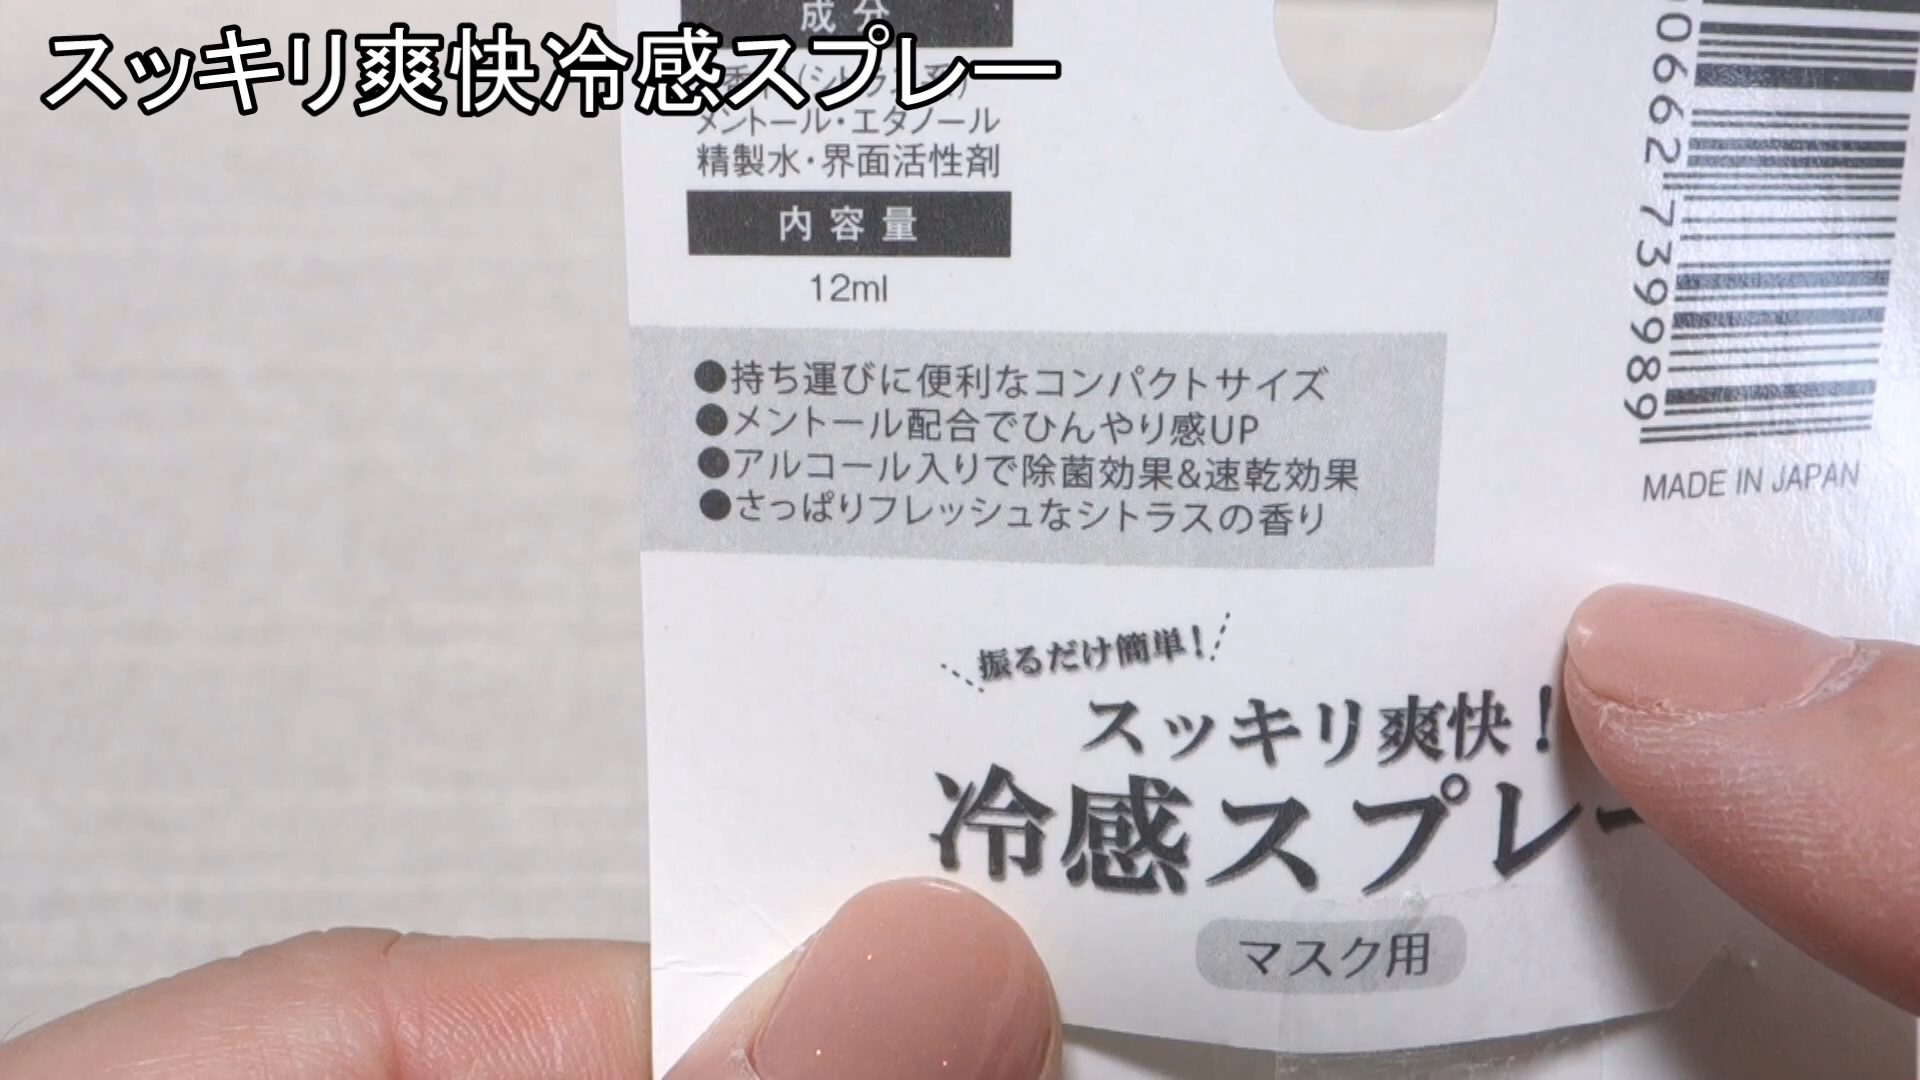 スッキリ爽快冷感スプレー
成分
メントール・エタノール
精製水・界面活性剤
内容量
12ml
●持ち運びに便利なコンパクトサイズ
●メントール配合でひんやり感UP
●アルコール入りで除菌効果&速乾効果
●さっぱりフレッシュなシトラスの香り
振るだけ簡単!
スッキリ爽快!
冷感スプレー
マスク用
00662739989
MADE IN JAPAN